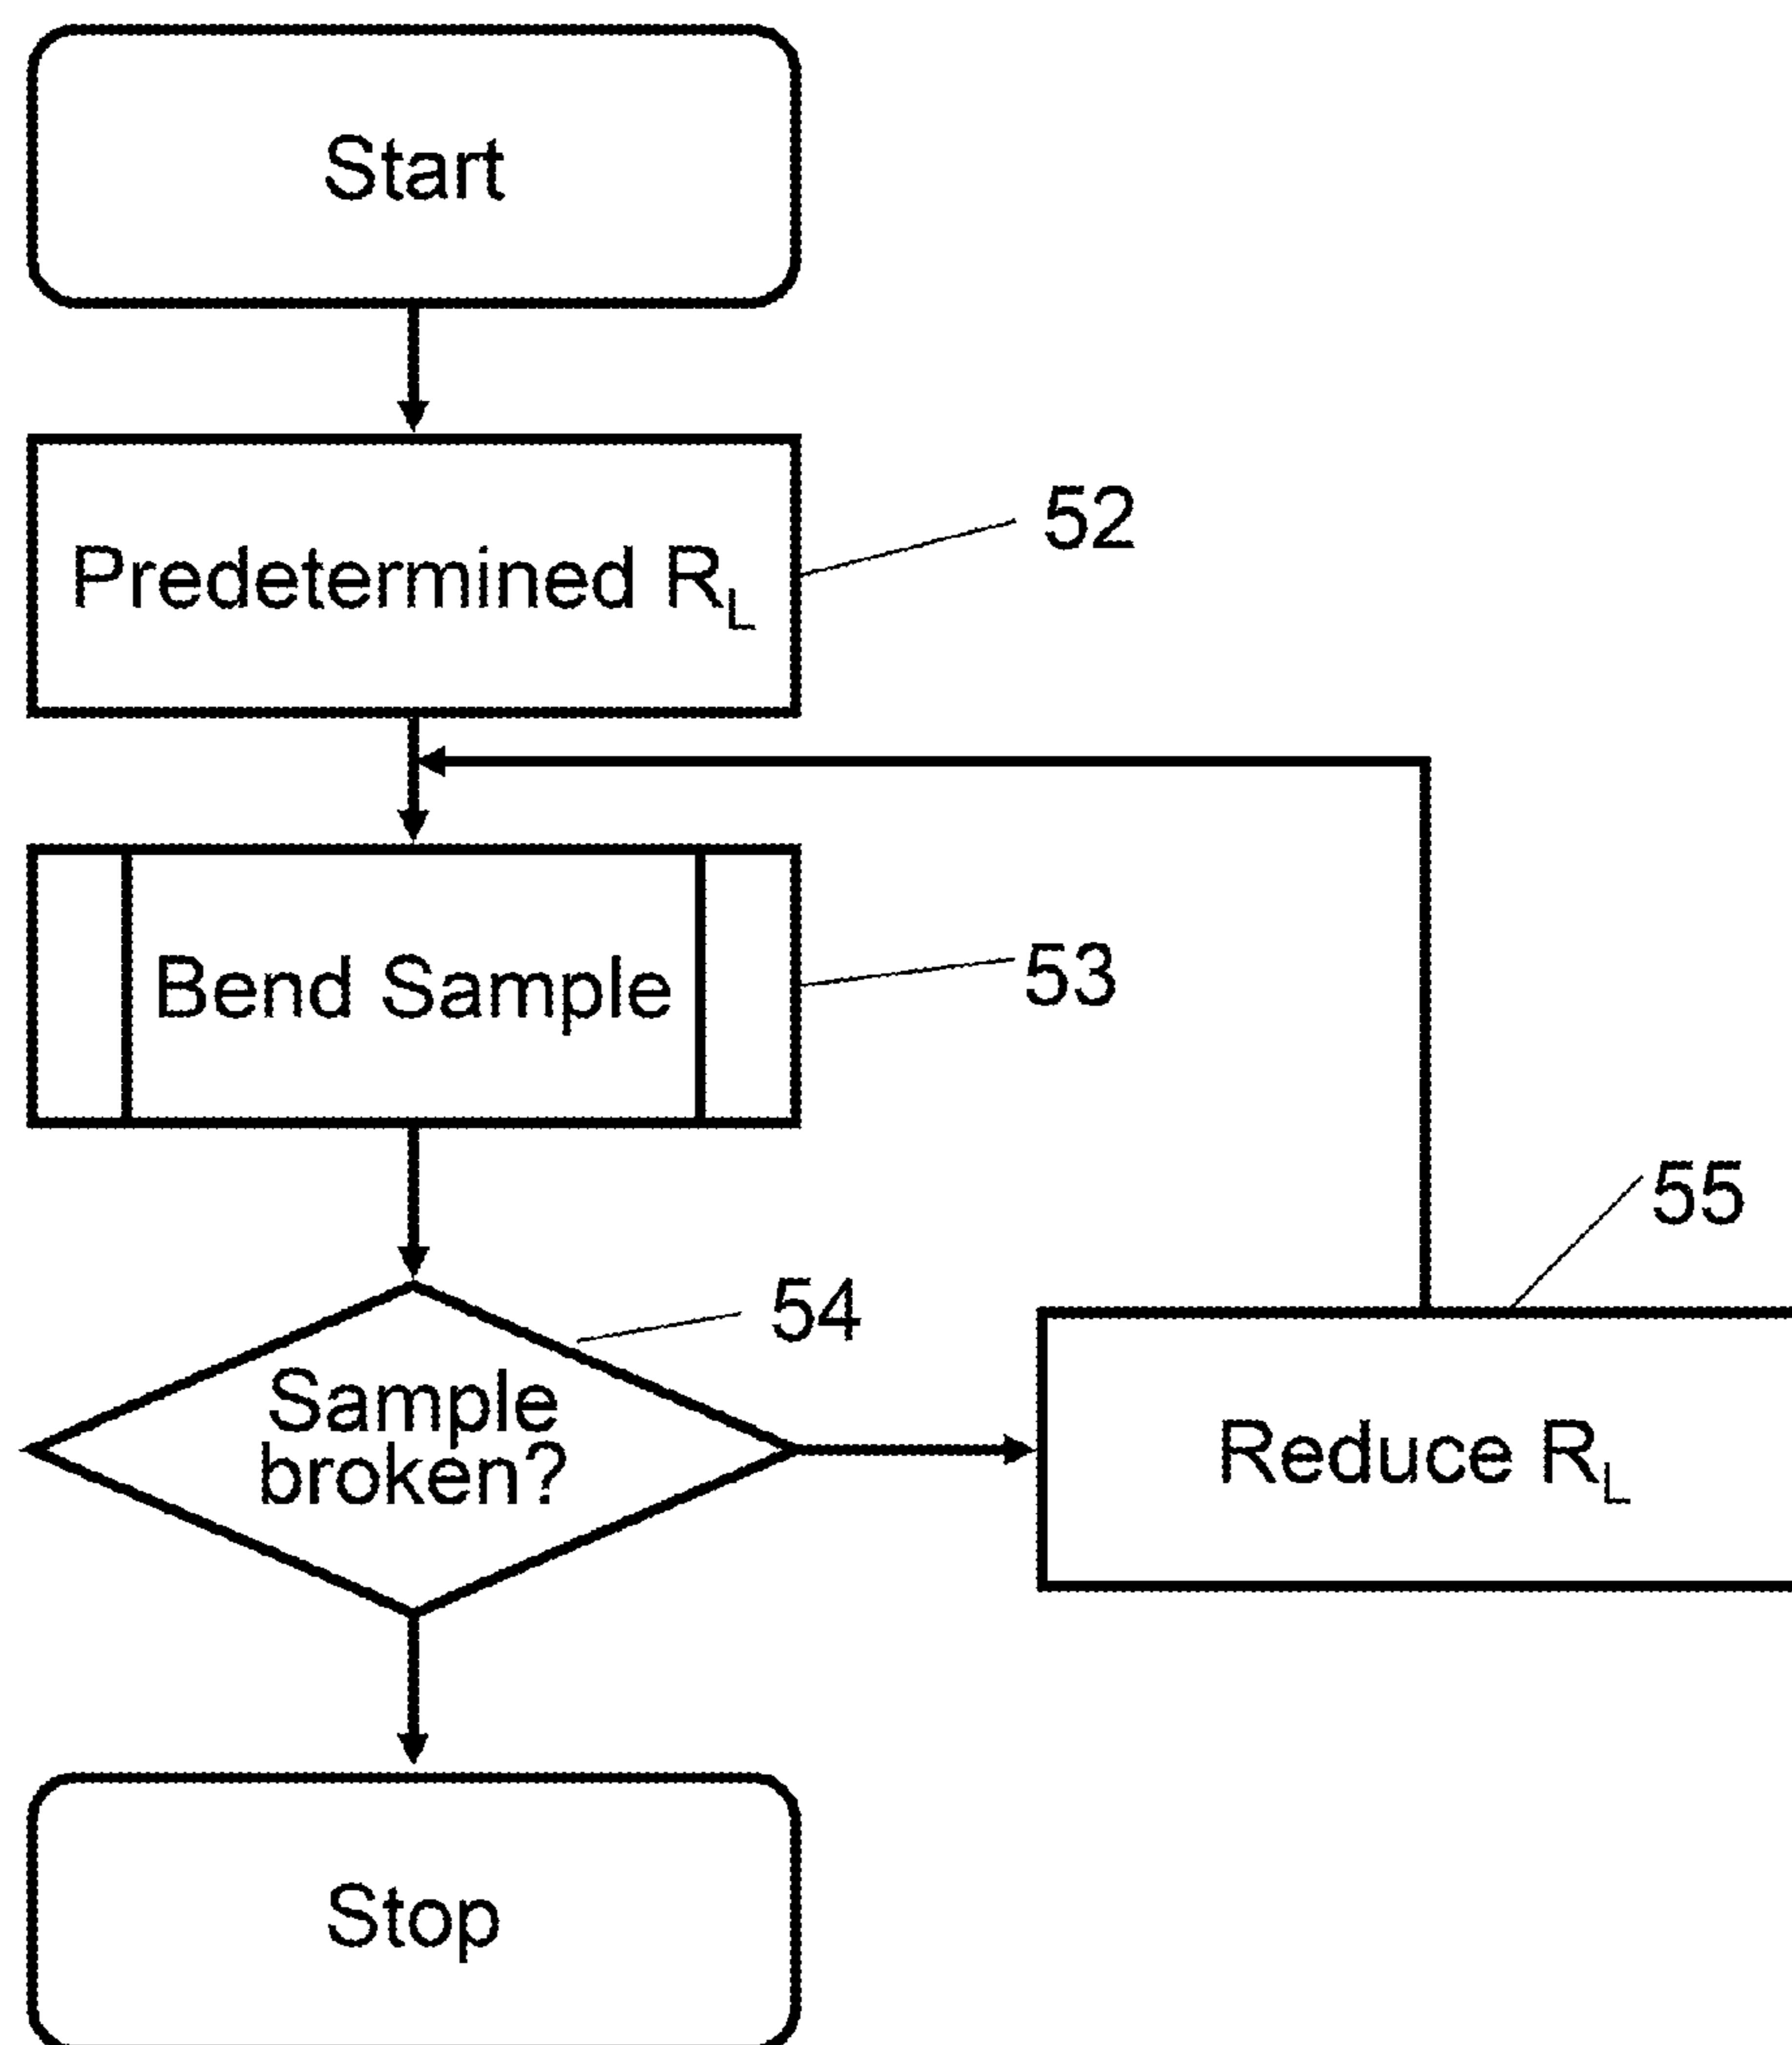 Start
Predetermined R_L
52
Bend Sample
53
54
Sample
broken?
55
Reduce R_L
Stop